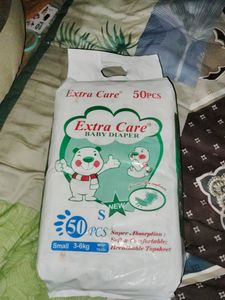 Extra Care® 50PCS
Extra Care®
BABY DIAPER
NEW
S
50 PCS
Small 3-6kg
Super Absorption
Soft & Comfortable
Breathable Topsheet